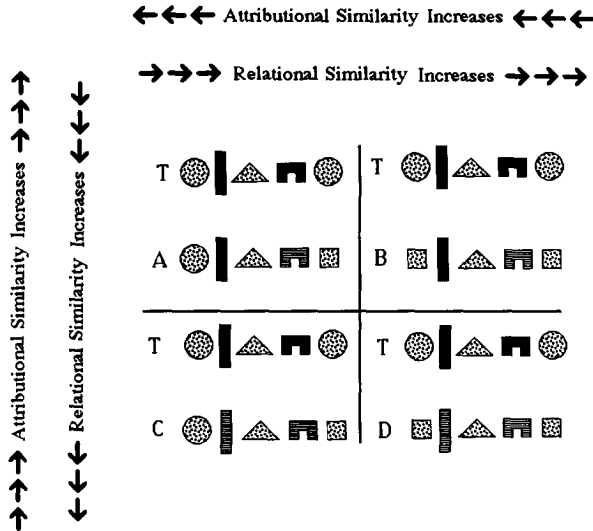 Attributional Similarity Increases
Relational Similarity Increases
Attributional Similarity Increases
Relational Similarity Increases
T
T
A
B
T
T
C
D